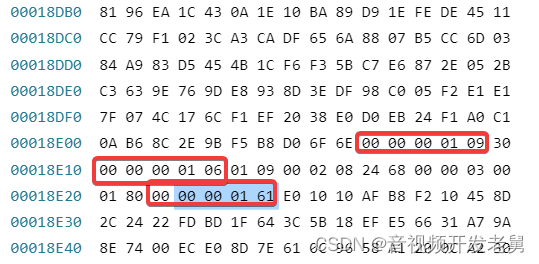 00018DB0 81 96 EA 1C 43 0A 1E 10 BA 89 D9 1E FE DE 45 11
00018DC0 CC 79 F1 02 3C A3 CA DF 65 6A 88 07 B5 CC 6D 03
00018DD0 84 A9 83 D5 45 4B 1C F6 F3 5B C7 E6 87 2E 05 2B
00018DE0 C3 63 9E 76 9D E8 93 8D 3E DF 98 C0 05 F2 E1 E1
00018DF0 7F 07 4C 17 6C F1 EF 20 38 E0 D0 EB 24 F1 A0 C1
00018E00 0A B6 8C 2E 9B F5 B8 D0 6F 6E 00 00 00 01 09 30
00018E10 00 00 00 01 06 01 09 00 02 08 24 68 00 00 03 00
00018E20 01 80 00 00 00 01 61 E0 10 10 AF B8 F2 10 45 8D
00018E30 2C 24 22 FD BD 1F 64 3C 5B 18 EF E5 66 31 A7 9A
00018E40 8E 74 00 EC E0 8D 7E 61 0C 96 58 A1 20
CSDN @音视频开发老舅